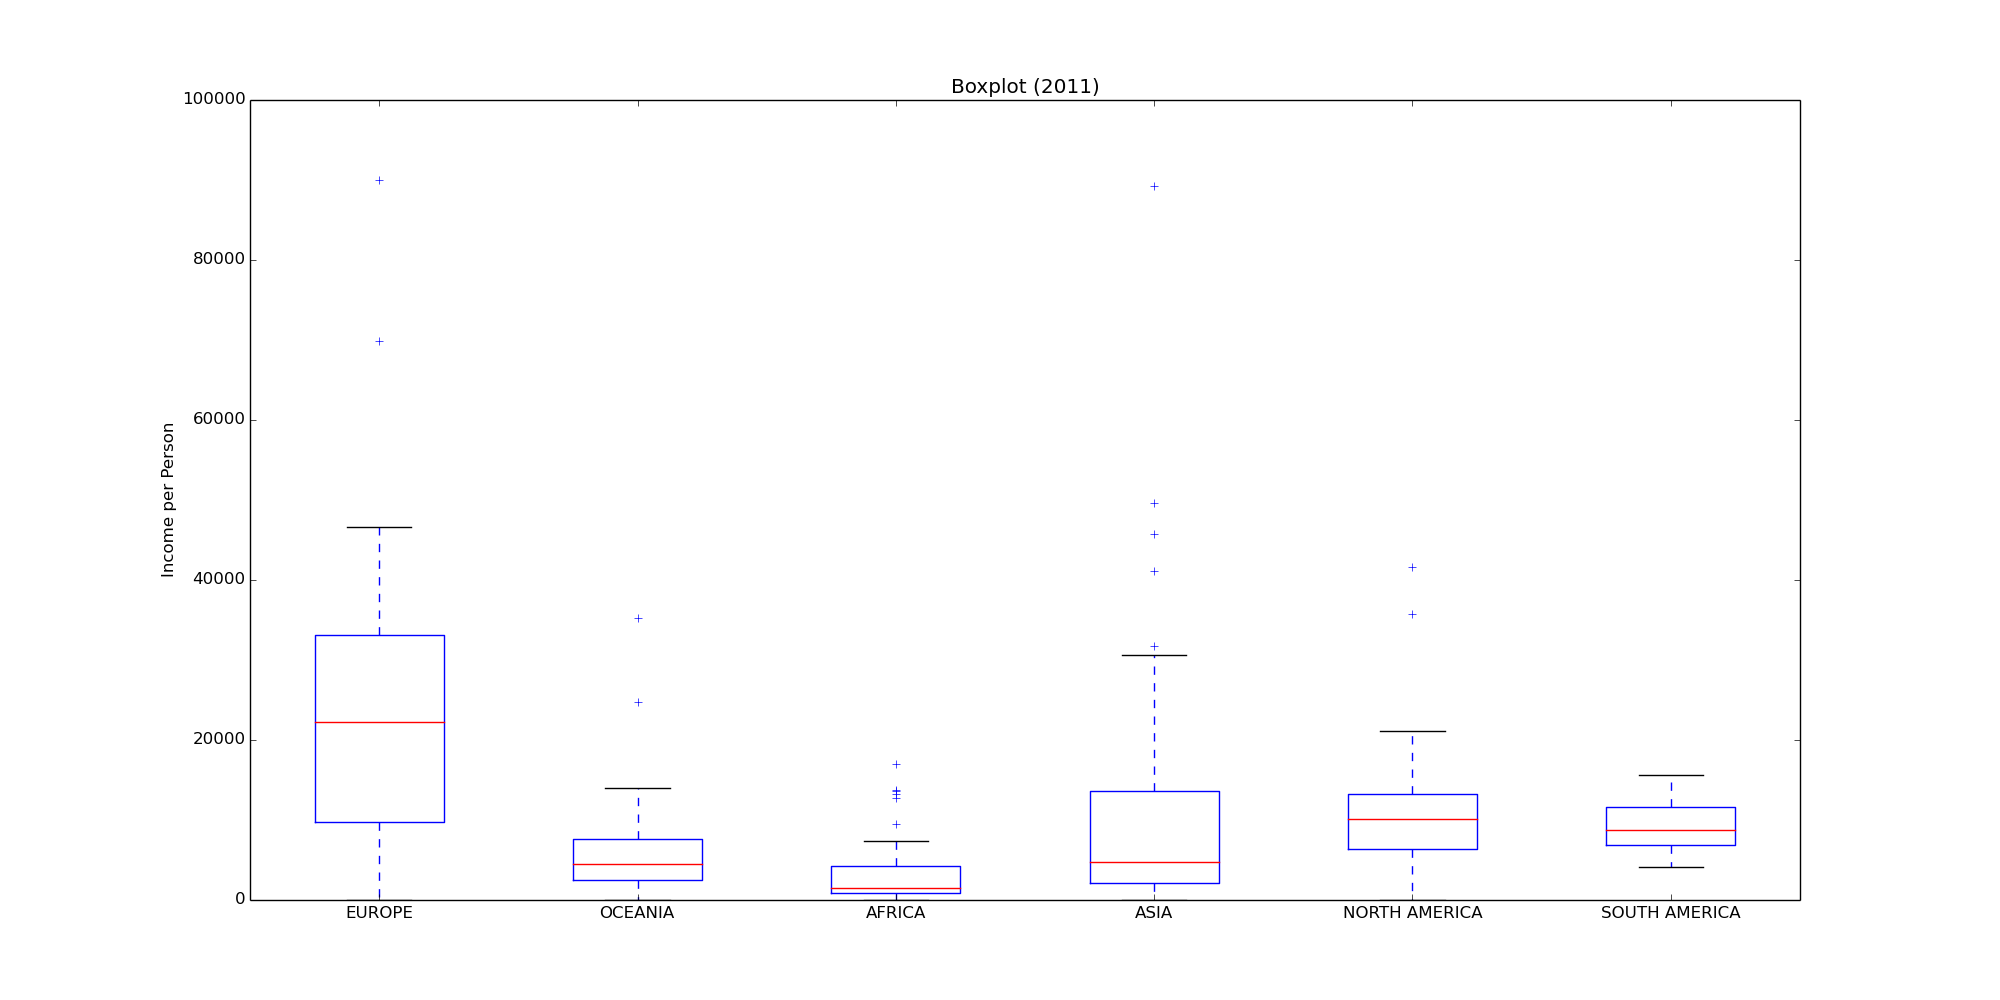 Boxplot (2011)
100000
80000
60000
40000
20000
0
Income per Person
EUROPE
OCEANIA
AFRICA
ASIA
NORTH AMERICA
SOUTH AMERICA